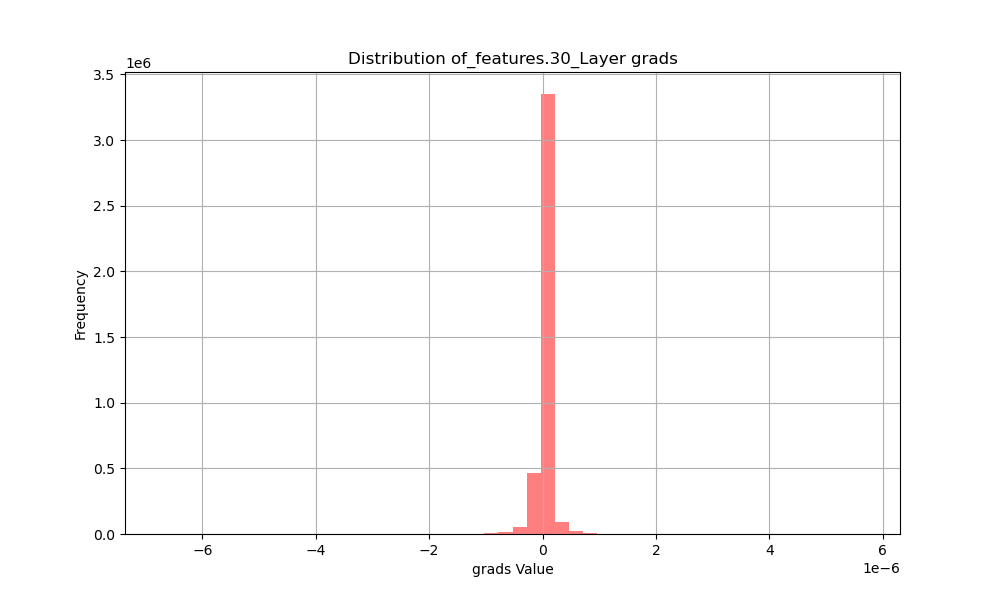 Distribution of_features.30_Layer grads
1e6
3.5
3.0
2.5
2.0
1.5
1.0
0.5
0.0
Frequency
−6 −4 −2 0 2 4 6
1e−6
grads Value